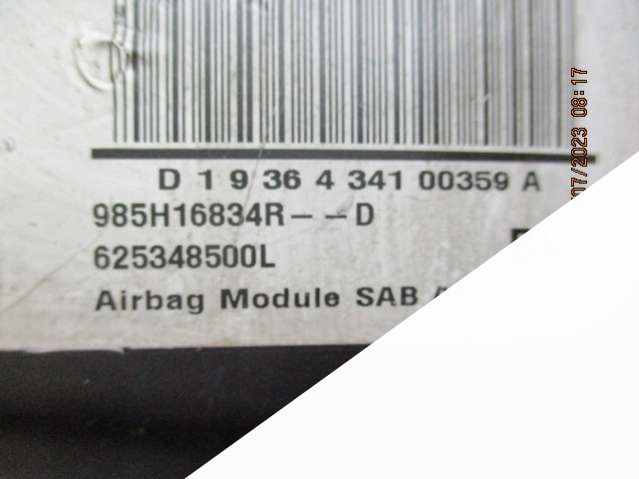 D 1 9 36 4 341 00359 A
985H16834R--D
625348500L
Airbag Module SAB
07/2023 08:17